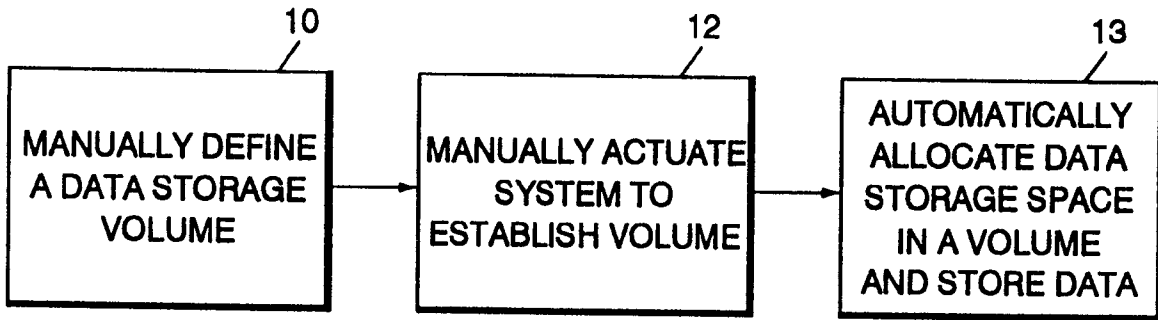 10
MANUALLY DEFINE
A DATA STORAGE
VOLUME
12
MANUALLY ACTUATE
SYSTEM TO
ESTABLISH VOLUME
13
AUTOMATICALLY
ALLOCATE DATA
STORAGE SPACE
IN A VOLUME
AND STORE DATA